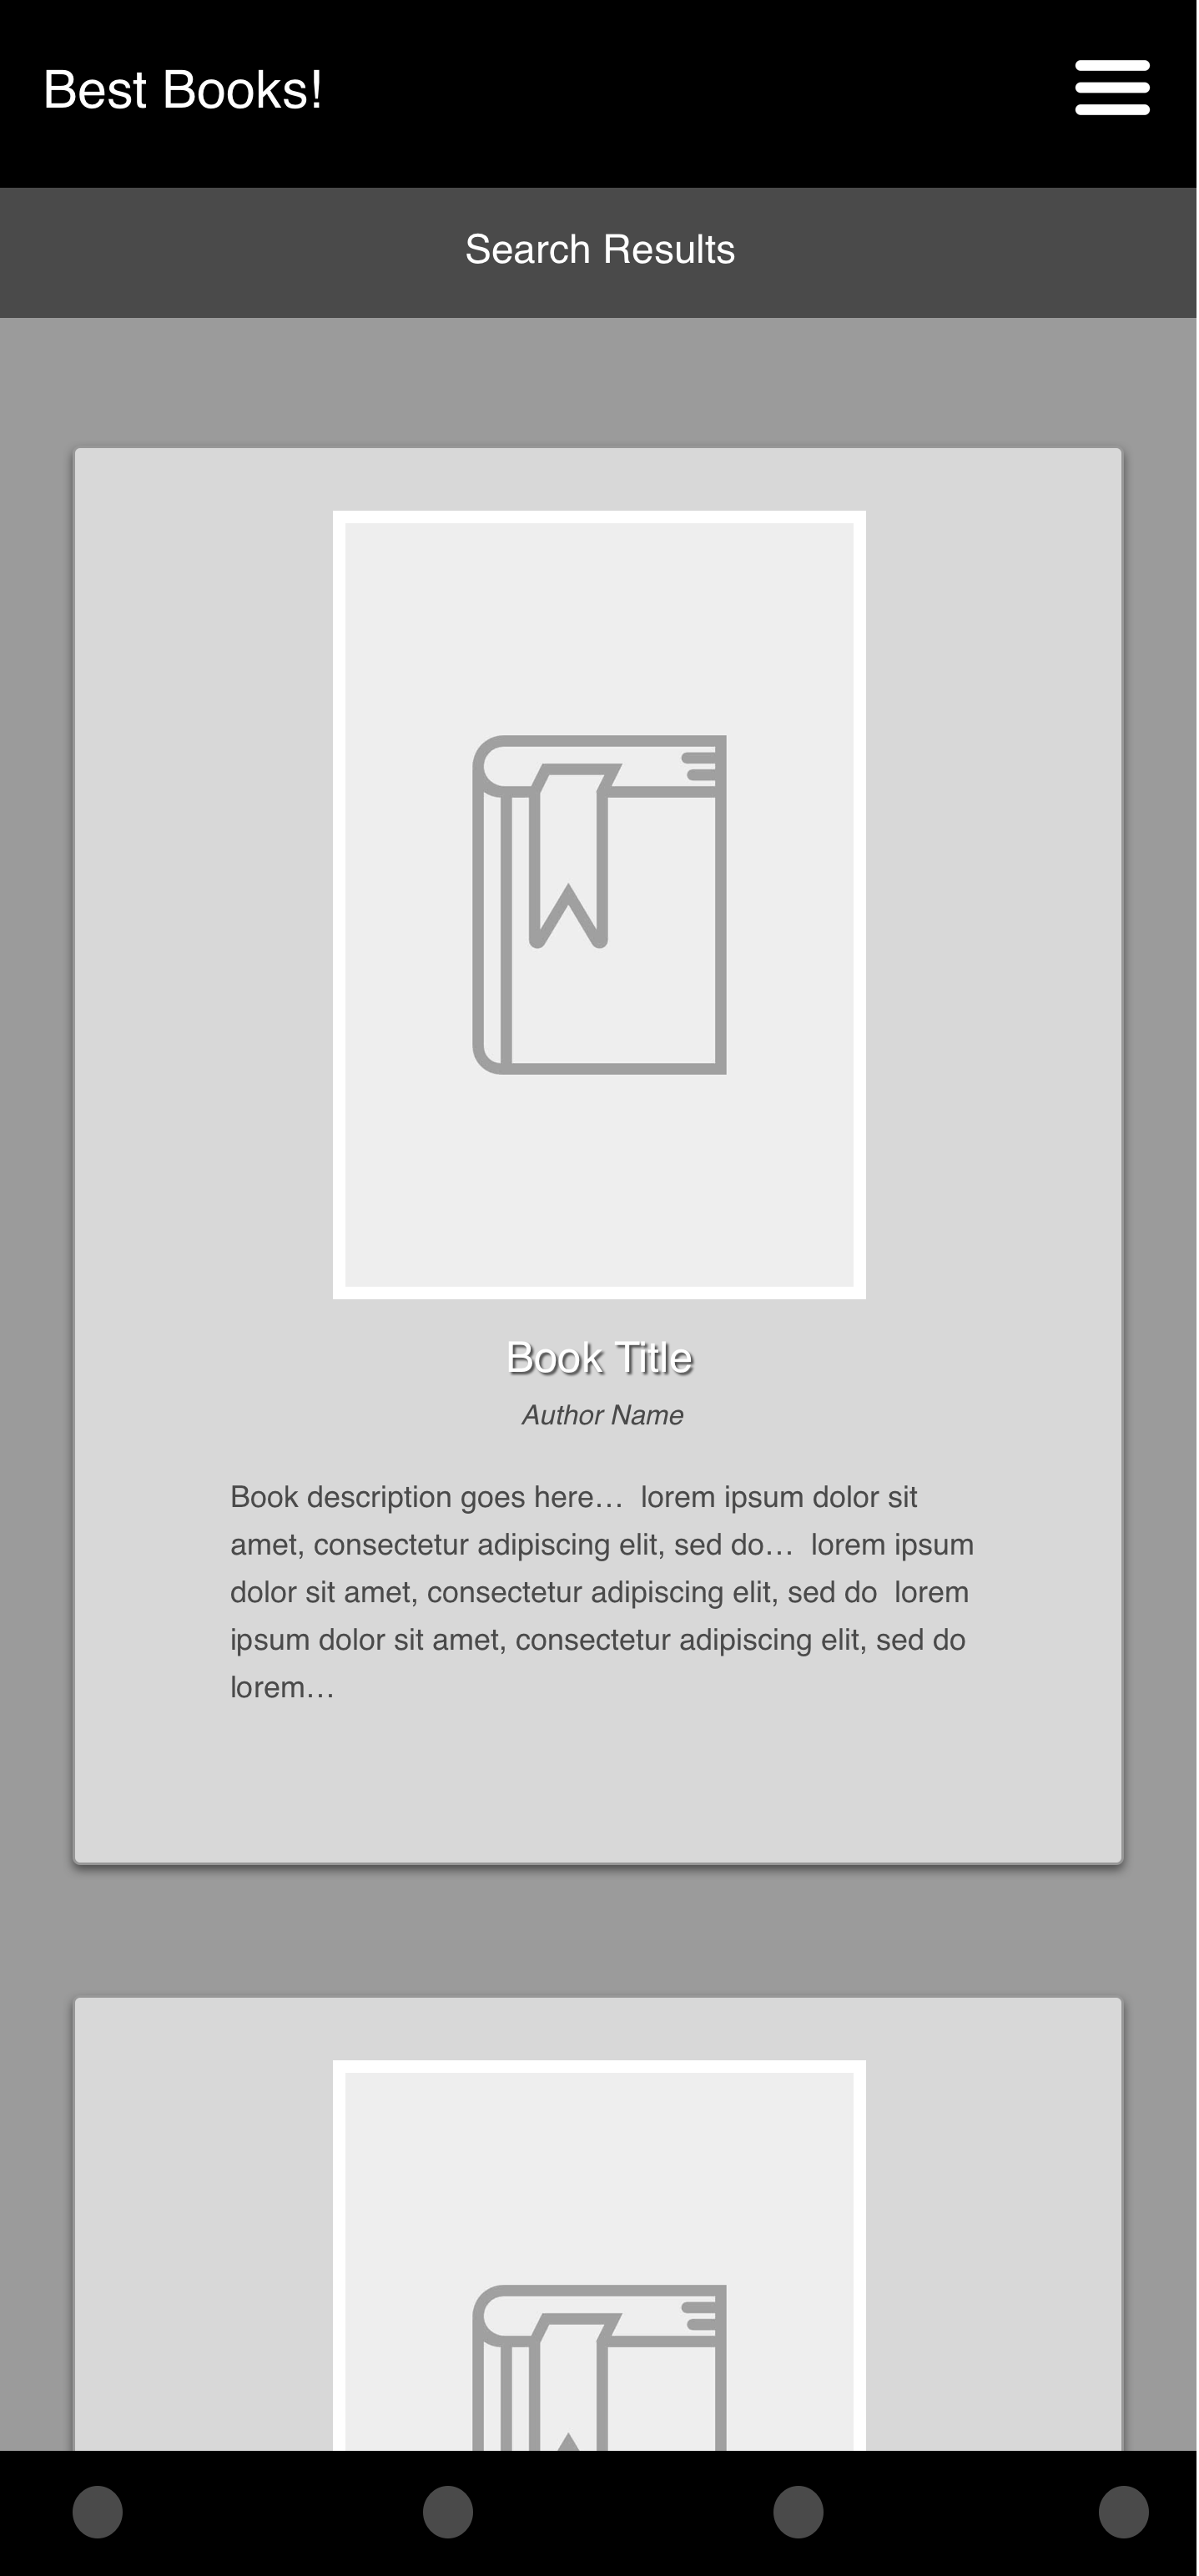 Best Books!
Search Results
Book Title
Author Name
Book description goes here…  lorem ipsum dolor sit
amet, consectetur adipiscing elit, sed do…  lorem ipsum
dolor sit amet, consectetur adipiscing elit, sed do  lorem
ipsum dolor sit amet, consectetur adipiscing elit, sed do
lorem…